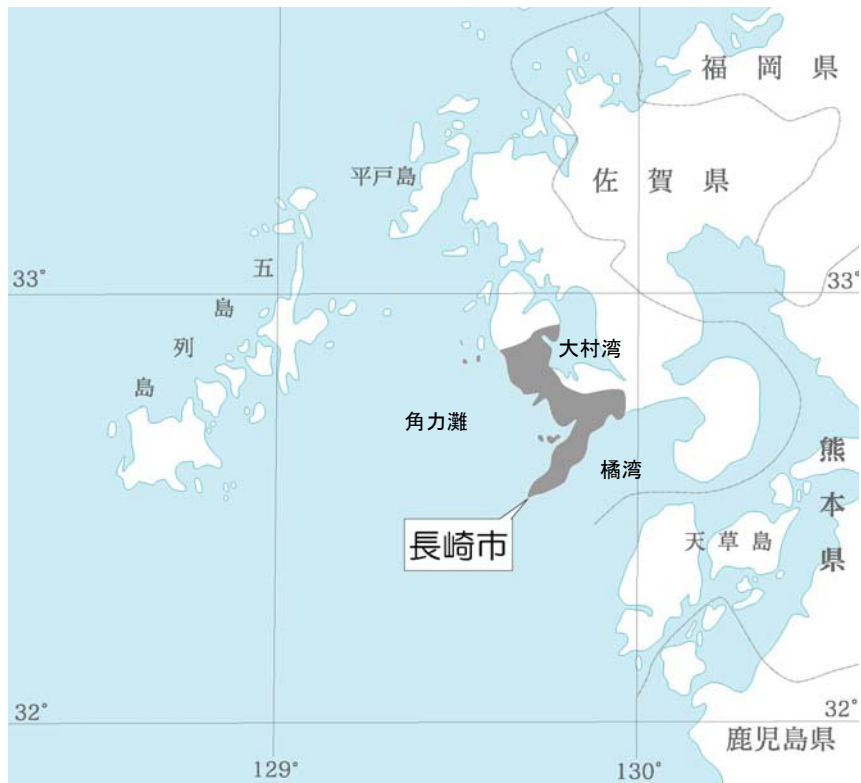 福岡県
平戸島
佐賀県
五島列島
33°
33°
大村湾
角力灘
橘湾
熊本県
長崎市
天草島
32°
32°
鹿児島県
129°
130°